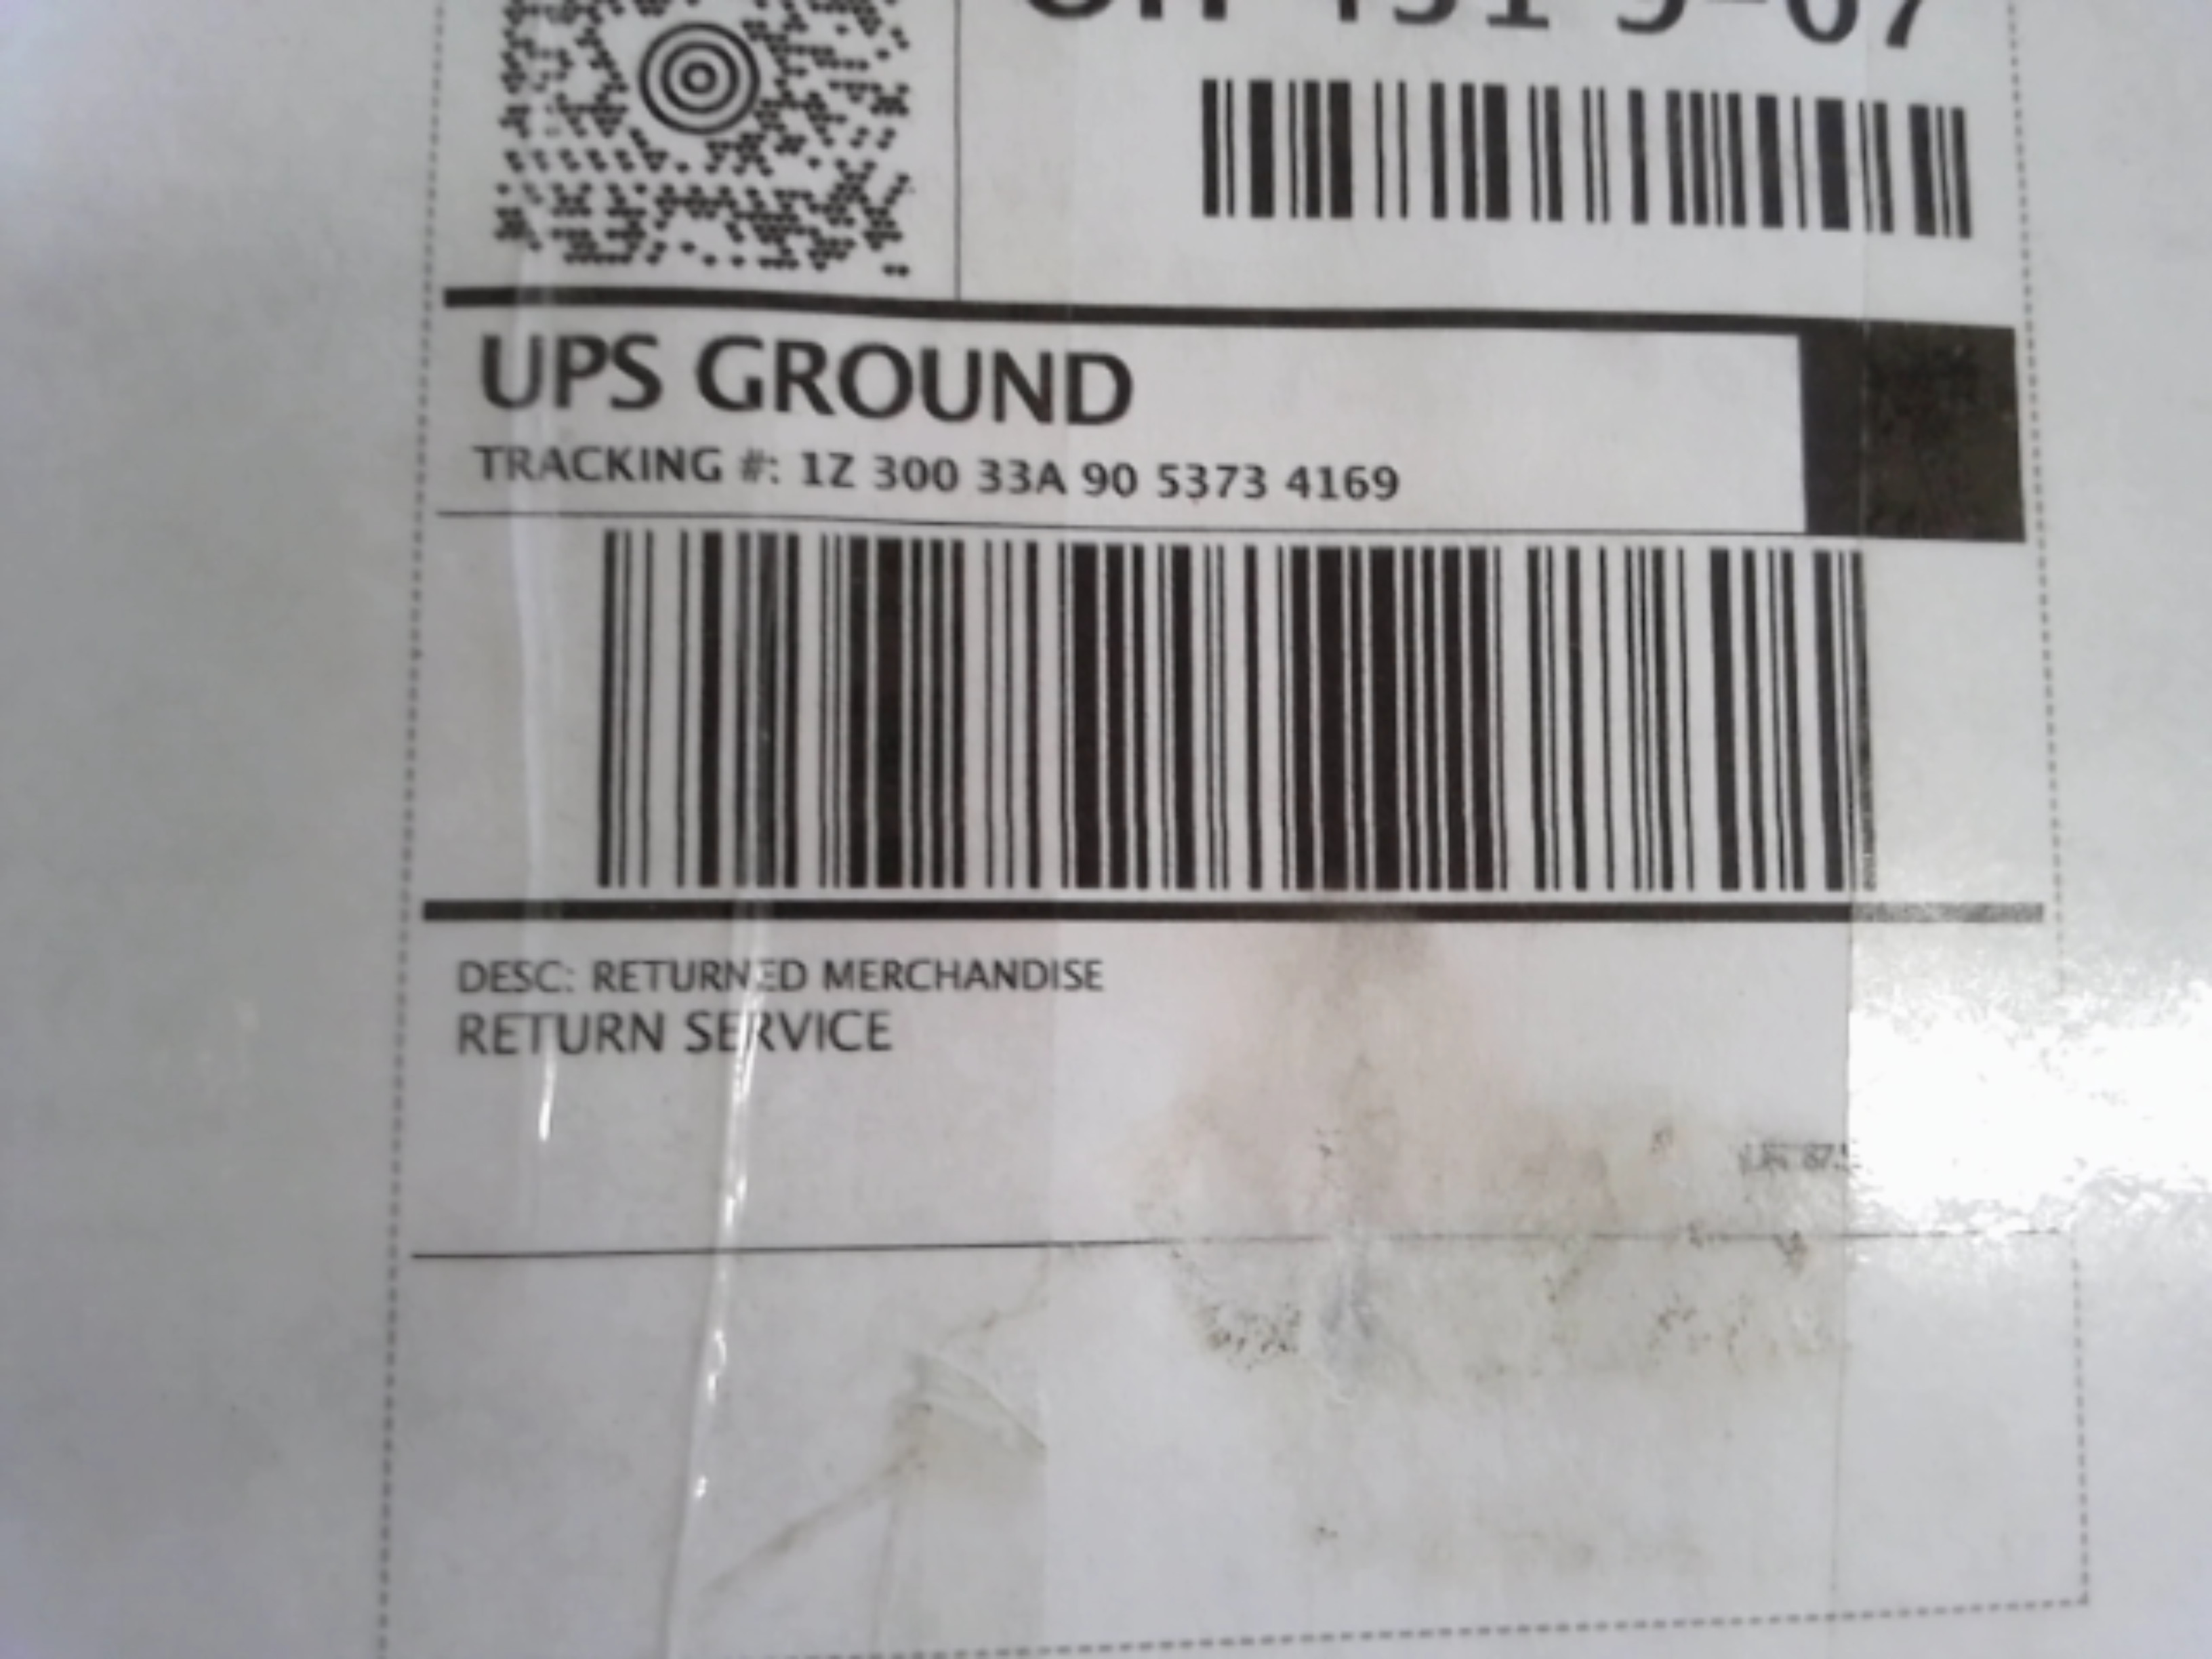 UPS GROUND
TRACKING #: 1Z 300 33A 90 5373 4169
DESC: RETURNED MERCHANDISE
RETURN SERVICE